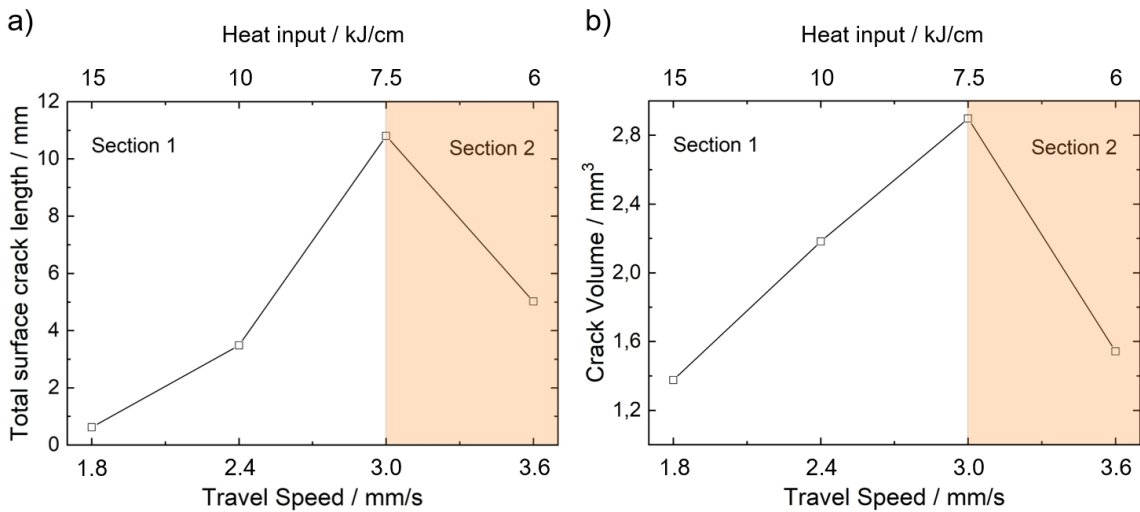 a)
Heat input / kJ/cm
15 10 7.5 6
12
10
8
6
4
2
0
Total surface crack length / mm
Section 1
Section 2
1.8 2.4 3.0 3.6
Travel Speed / mm/s
b)
Heat input / kJ/cm
15 10 7.5 6
2,8
2,4
2,0
1,6
1,2
Crack Volume / mm³
Section 1
Section 2
1.8 2.4 3.0 3.6
Travel Speed / mm/s